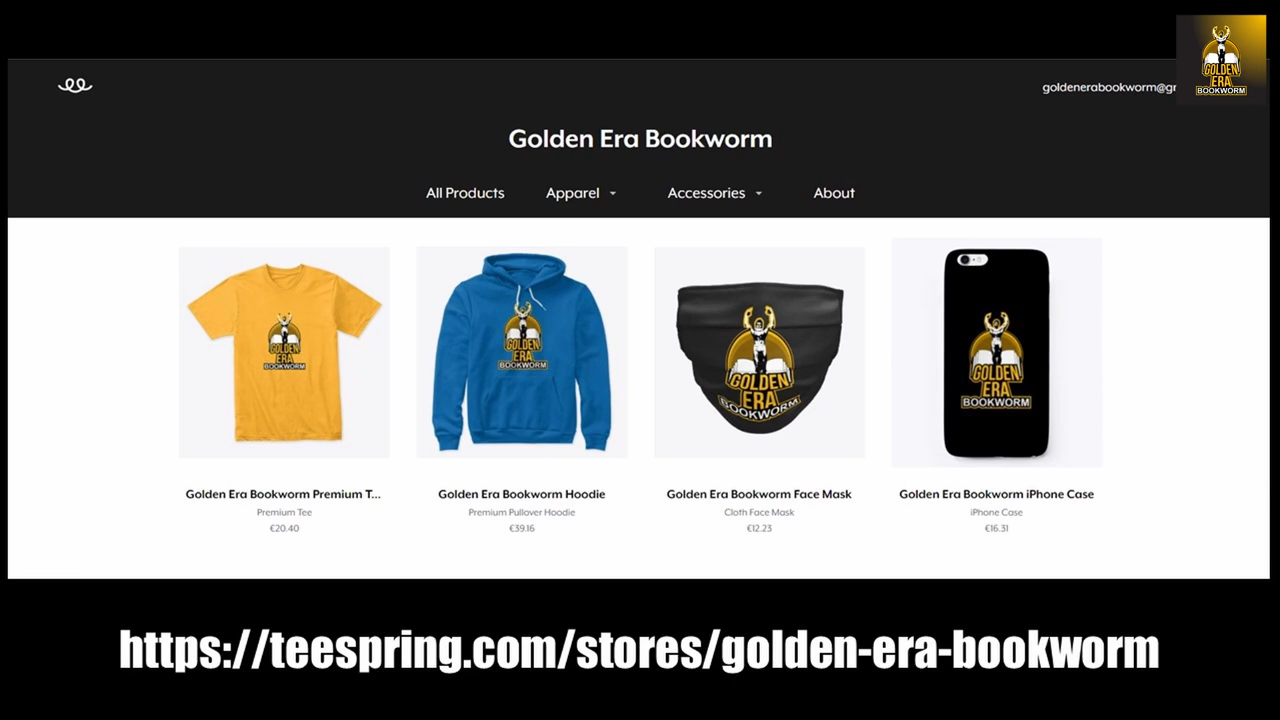 GOLDEN
ERA
BOOKWORM
goldenerabookworm@g
Golden Era Bookworm
All Products Apparel Accessories About
GOLDEN
ERA
BOOKWORM
GOLDEN
ERA
BOOKWORM
GOLDEN
ERA
BOOKWORM
GOLDEN
ERA
BOOKWORM
Golden Era Bookworm Premium T... Golden Era Bookworm Hoodie Golden Era Bookworm Face Mask Golden Era Bookworm iPhone Case
Premium Tee Premium Pullover Hoodie Cloth Face Mask iPhone Case
€20.40 €39.16 €12.23 €16.31
https://teespring.com/stores/golden-era-bookworm